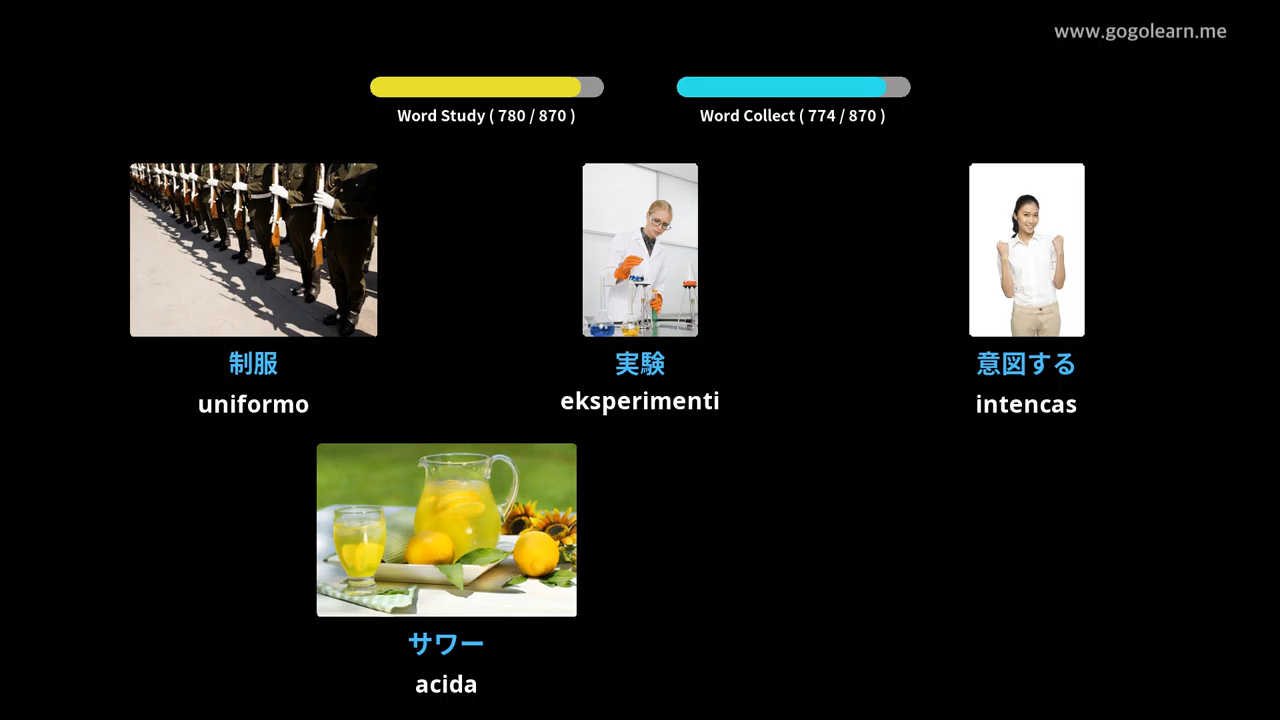 www.gogolearn.me
Word Study ( 780 / 870 )
Word Collect ( 774 / 870 )
制服
uniformo
実験
eksperimenti
意図する
intencas
サワー
acida